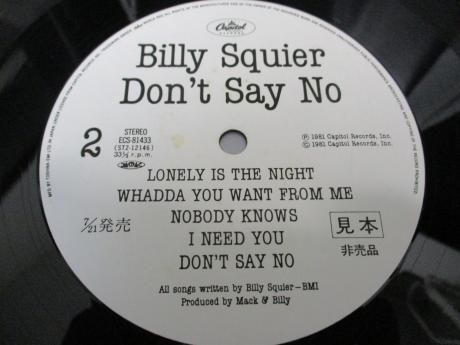 Capitol
RECORDS
Billy Squier
Don't Say No
2
STEREO
ECS-81433
(ST2-12146)
33⅓ r.p.m.
Ⓟ 1981 Capitol Records, Inc.
© 1981 Capitol Records, Inc.
LONELY IS THE NIGHT
WHADDA YOU WANT FROM ME
NOBODY KNOWS
I NEED YOU
DON'T SAY NO
7/21発売
見本
非売品
All songs written by Billy Squier-BMI
Produced by Mack & Billy